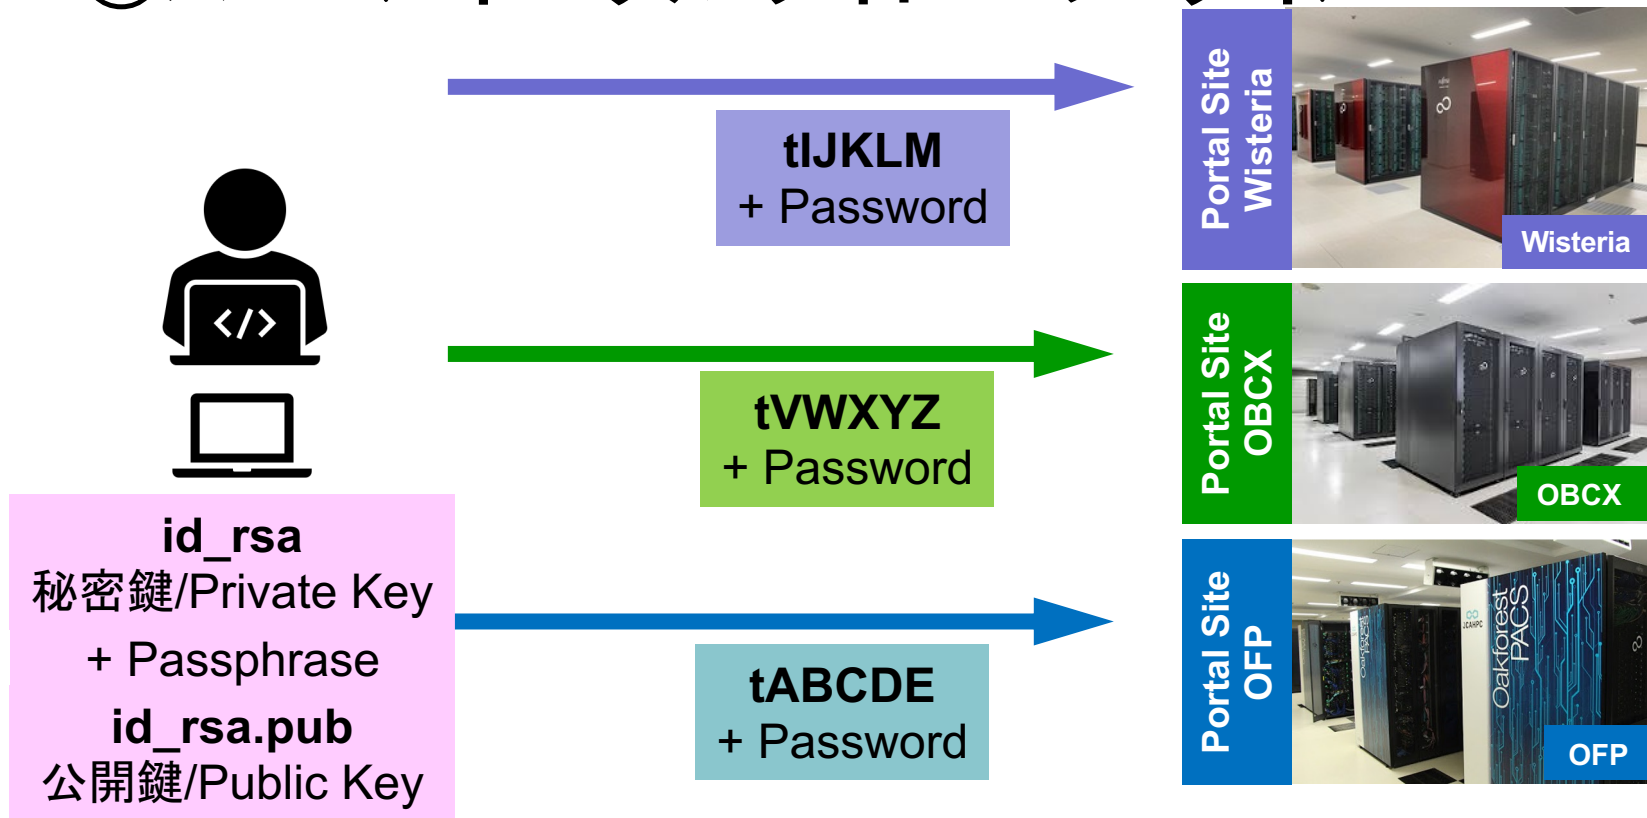 tIJKLM
+ Password
Portal Site
Wisteria
Wisteria
</>
tVWXYZ
+ Password
Portal Site
OBCX
OBCX
id_rsa
秘密鍵/Private Key
+ Passphrase
id_rsa.pub
公開鍵/Public Key
tABCDE
+ Password
Portal Site
OFP
JCAHPC
Oakforest
PACS
OFP